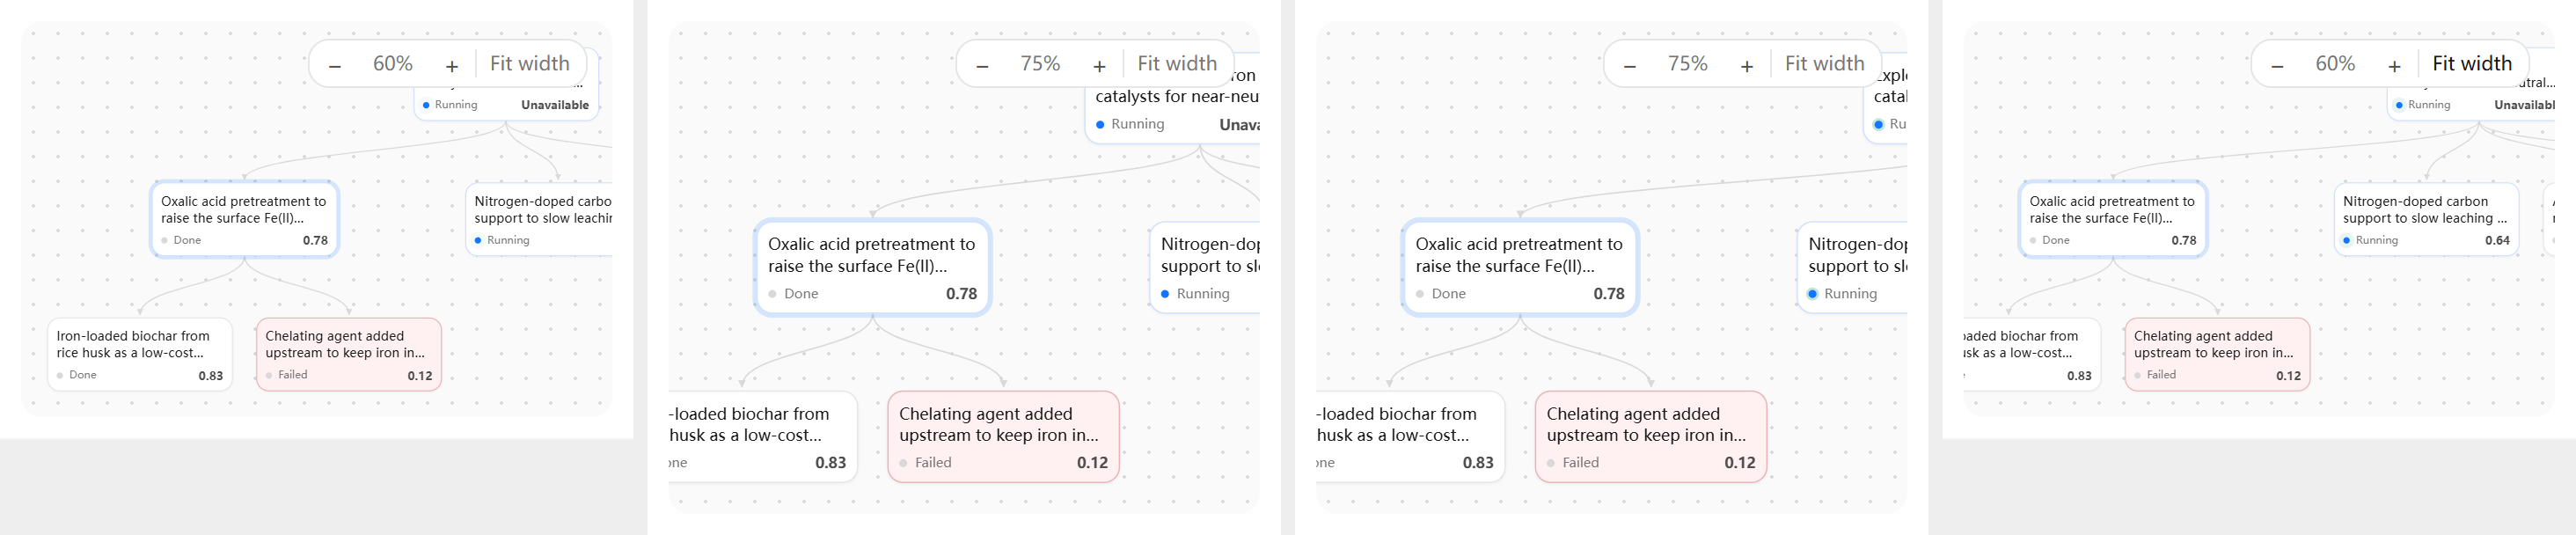 − 60% + Fit width
Running Unavailable
Oxalic acid pretreatment to
raise the surface Fe(II)...
Done 0.78
Nitrogen-doped carbo
support to slow leachin
Running
Iron-loaded biochar from
rice husk as a low-cost...
Done 0.83
Chelating agent added
upstream to keep iron in...
Failed 0.12
− 75% + Fit width
ron
catalysts for near-neu
Running Unava
Oxalic acid pretreatment to
raise the surface Fe(II)...
Done 0.78
Nitrogen-dop
support to sl
Running
-loaded biochar from
husk as a low-cost...
one 0.83
Chelating agent added
upstream to keep iron in...
Failed 0.12
− 75% + Fit width
Explo
catal
Ru
Oxalic acid pretreatment to
raise the surface Fe(II)...
Done 0.78
Nitrogen-dop
support to sl
Running
-loaded biochar from
husk as a low-cost...
one 0.83
Chelating agent added
upstream to keep iron in...
Failed 0.12
− 60% + Fit width
utral...
Running Unavailabl
Oxalic acid pretreatment to
raise the surface Fe(II)...
Done 0.78
Nitrogen-doped carbon
support to slow leaching ...
Running 0.64
oaded biochar from
usk as a low-cost...
0.83
Chelating agent added
upstream to keep iron in...
Failed 0.12